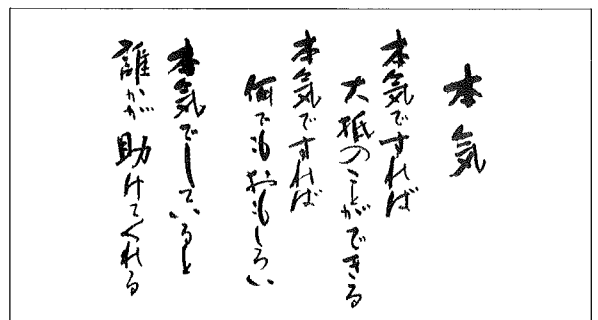 本気
本気ですれば
大抵のことができる
本気ですれば
何でもおもしろい
本気でしていると
誰かが助けてくれる